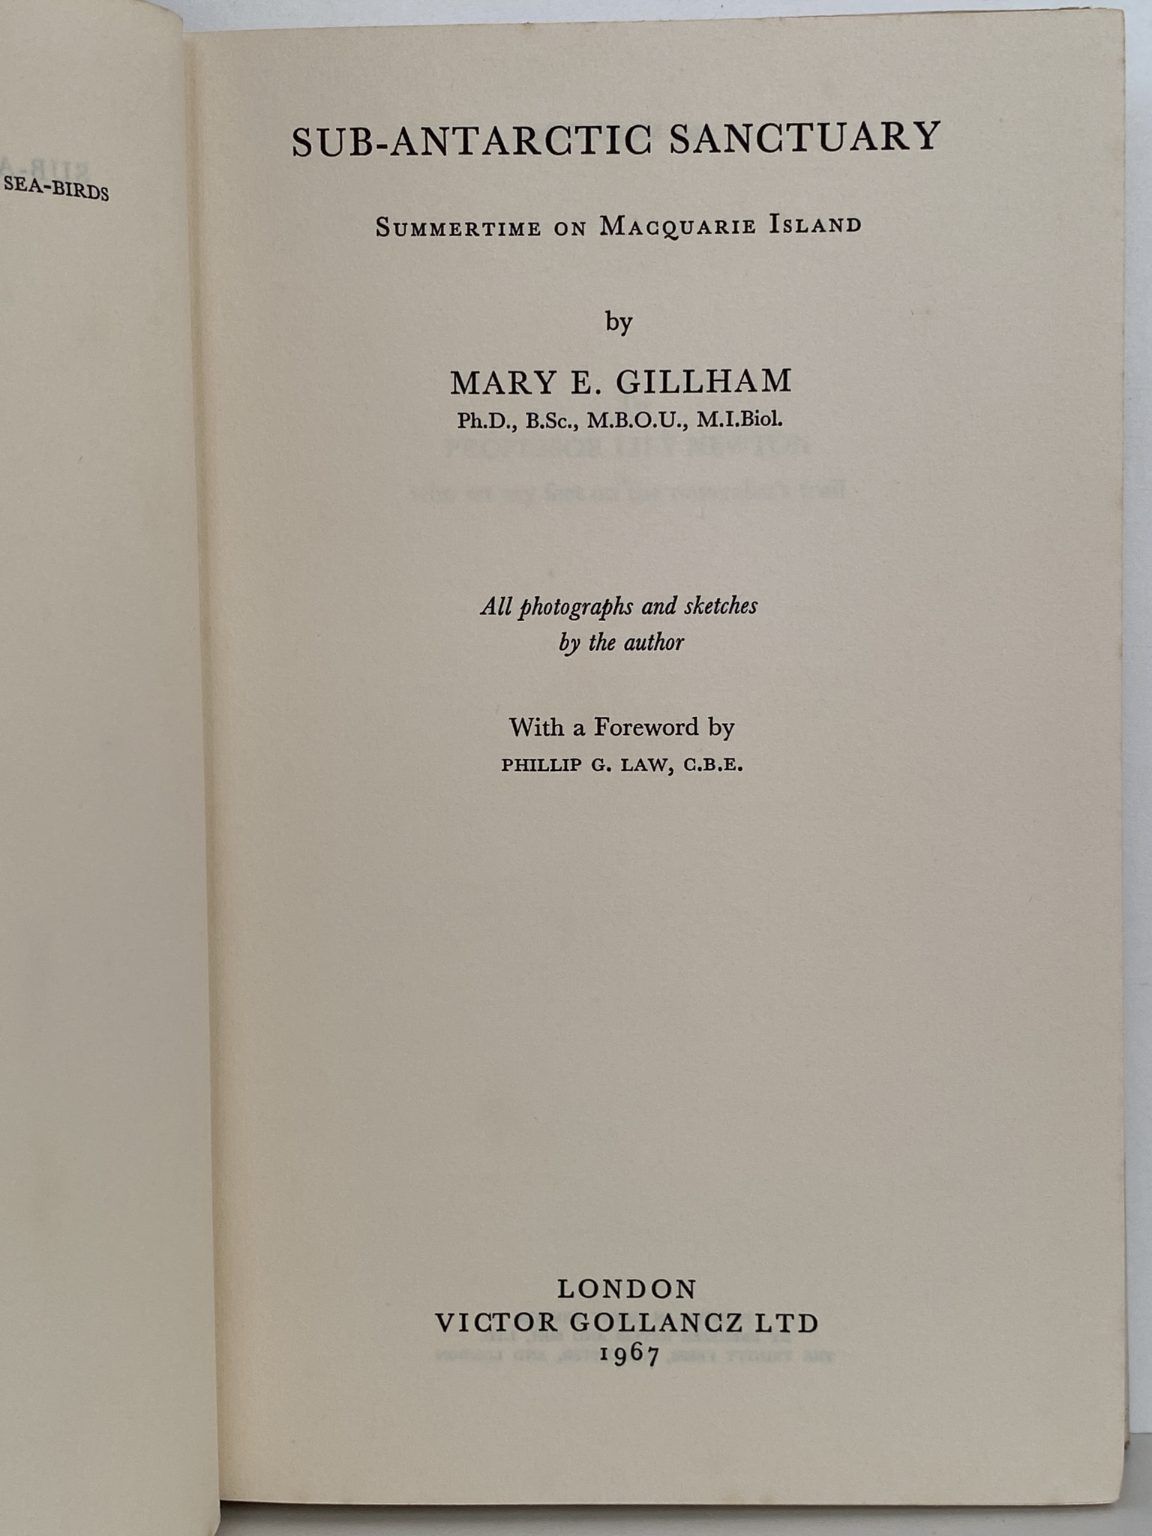 SEA-BIRDS
SUB-ANTARCTIC SANCTUARY
Summertime on Macquarie Island
by
MARY E. GILLHAM
Ph.D., B.Sc., M.B.O.U., M.I.Biol.
All photographs and sketches
by the author
With a Foreword by
PHILLIP G. LAW, C.B.E.
LONDON
VICTOR GOLLANCZ LTD
1967